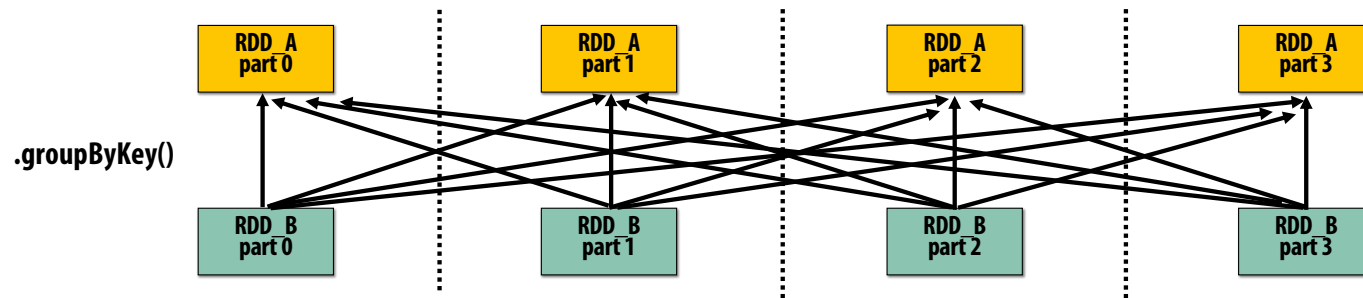 RDD_A
part 0
RDD_A
part 1
RDD_A
part 2
RDD_A
part 3
.groupByKey()
RDD_B
part 0
RDD_B
part 1
RDD_B
part 2
RDD_B
part 3